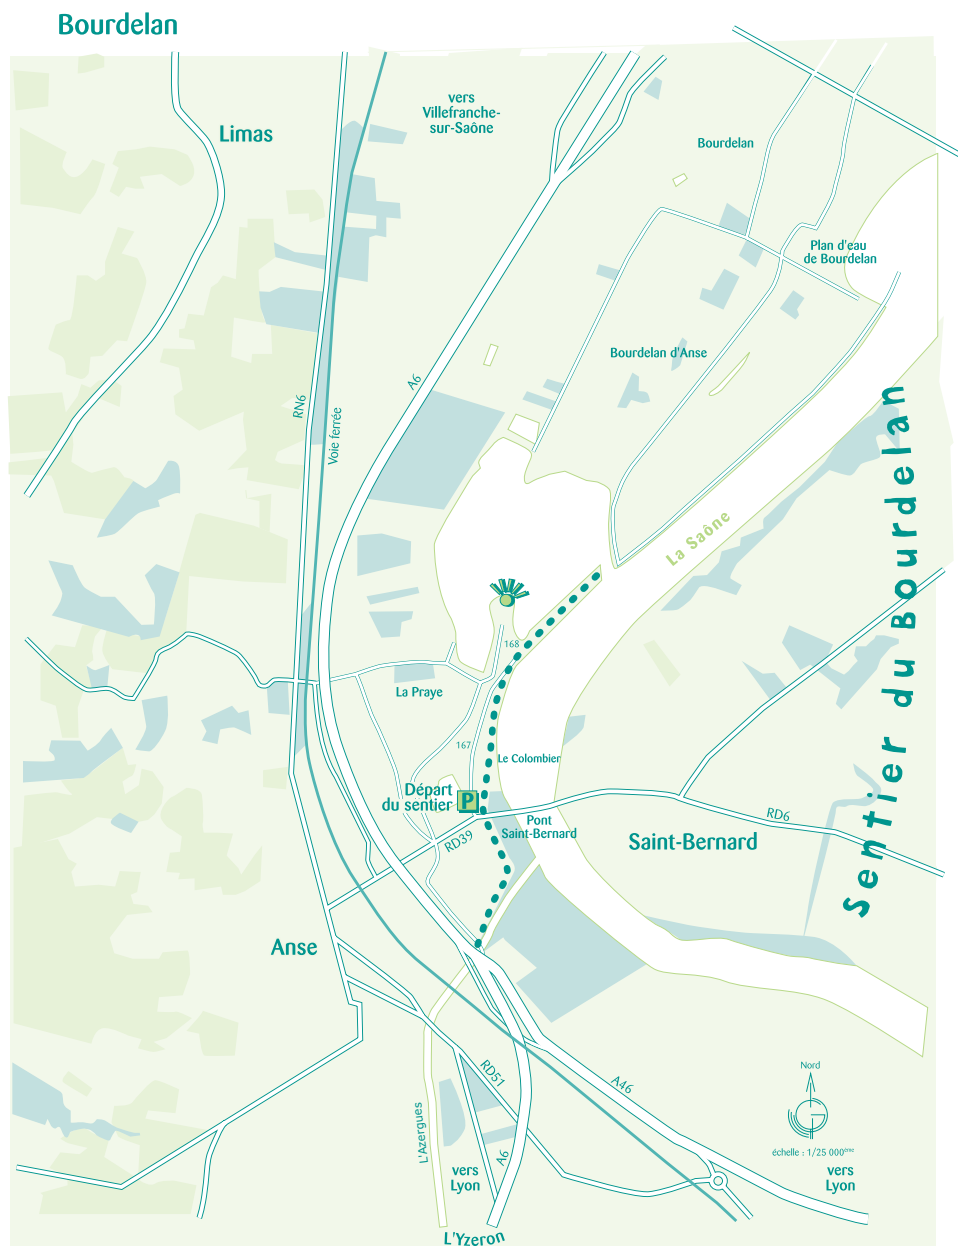 Bourdelan
vers
Villefranche-
sur-Saône
Limas
Bourdelan
Plan d'eau
de Bourdelan
Bourdelan d'Anse
A6
RN6
Voie ferrée
La Saône
Sentier du Bourdelan
168
La Praye
167
Le Colombier
Départ
du sentier
P
Pont
Saint-Bernard
RD6
RD39
Saint-Bernard
Anse
Nord
RD51
A46
L'Azergues
échelle : 1/25 000ème
A6
vers
Lyon
vers
Lyon
L'Yzeron